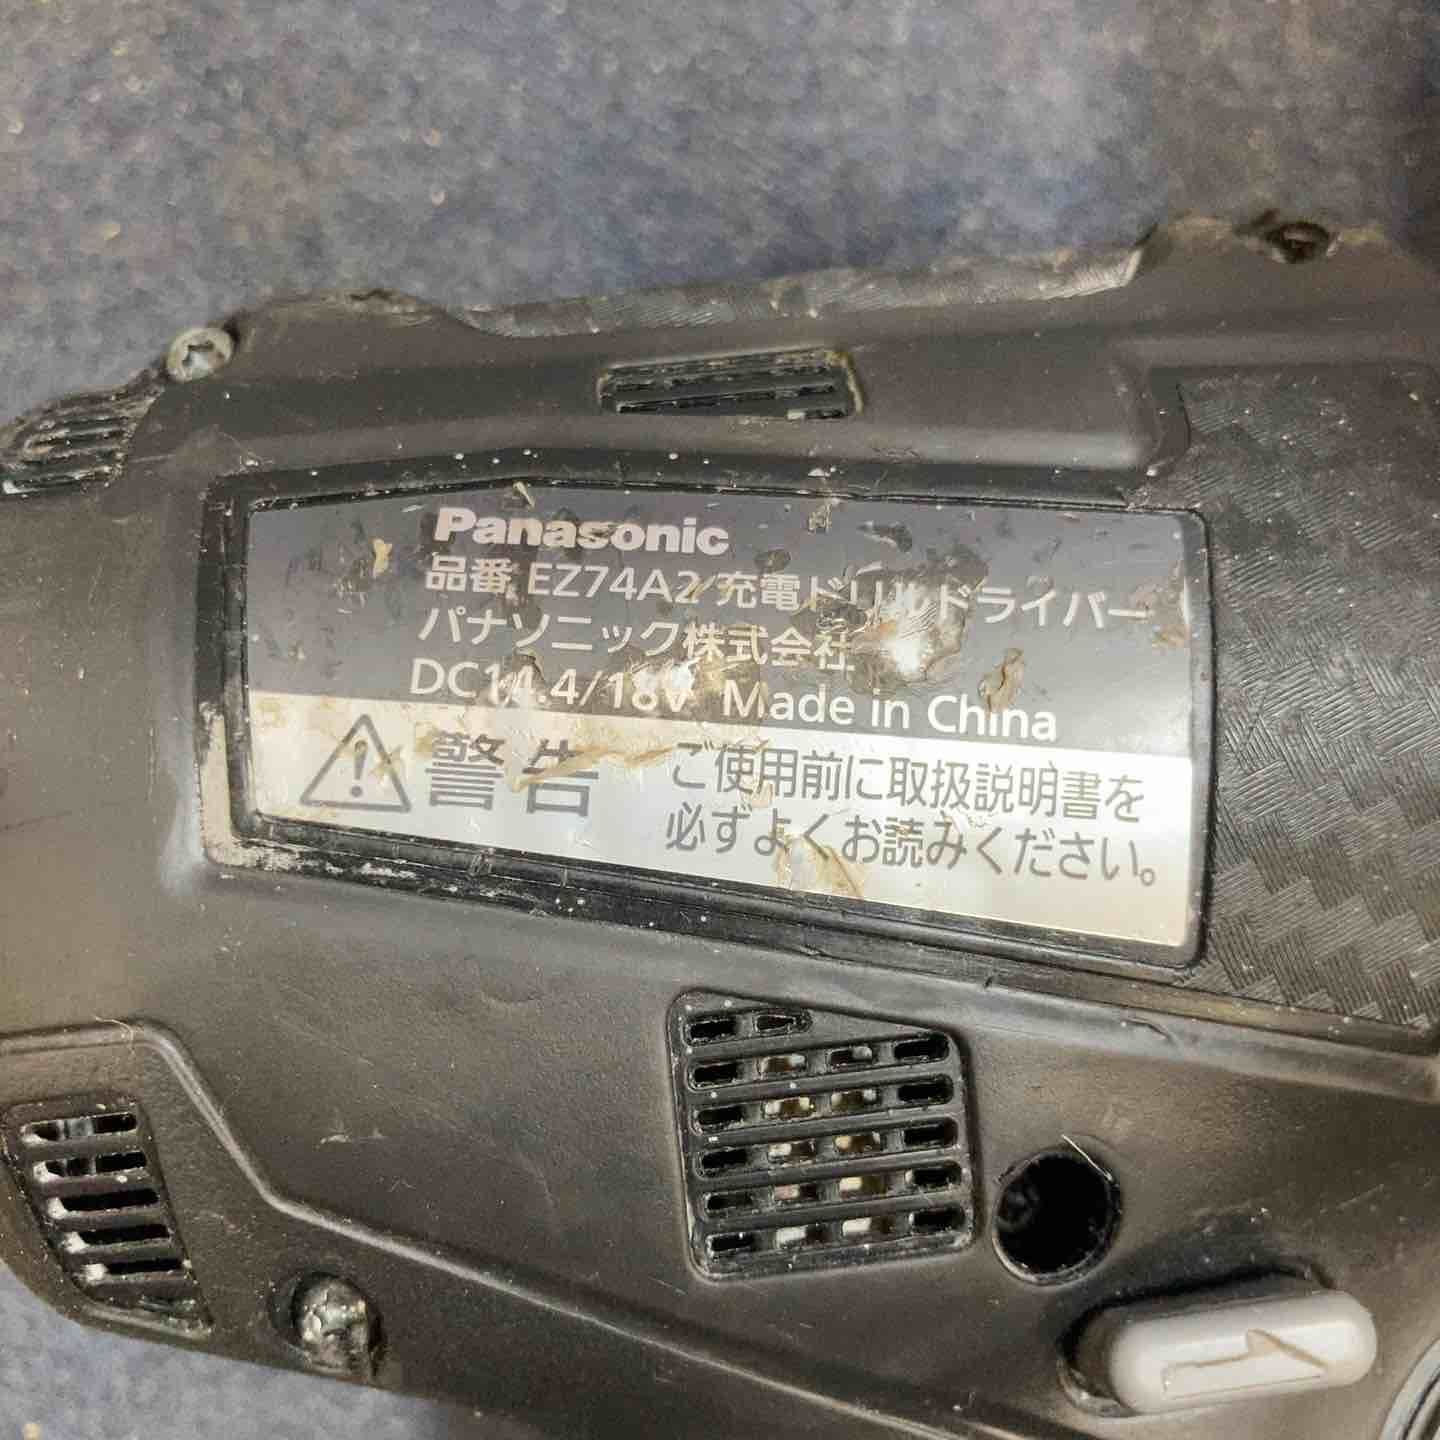 Panasonic
品番 EZ74A2 充電ドリルドライバー
パナソニック株式会社
DC14.4/18V Made in China
警告
ご使用前に取扱説明書を
必ずよくお読みください。